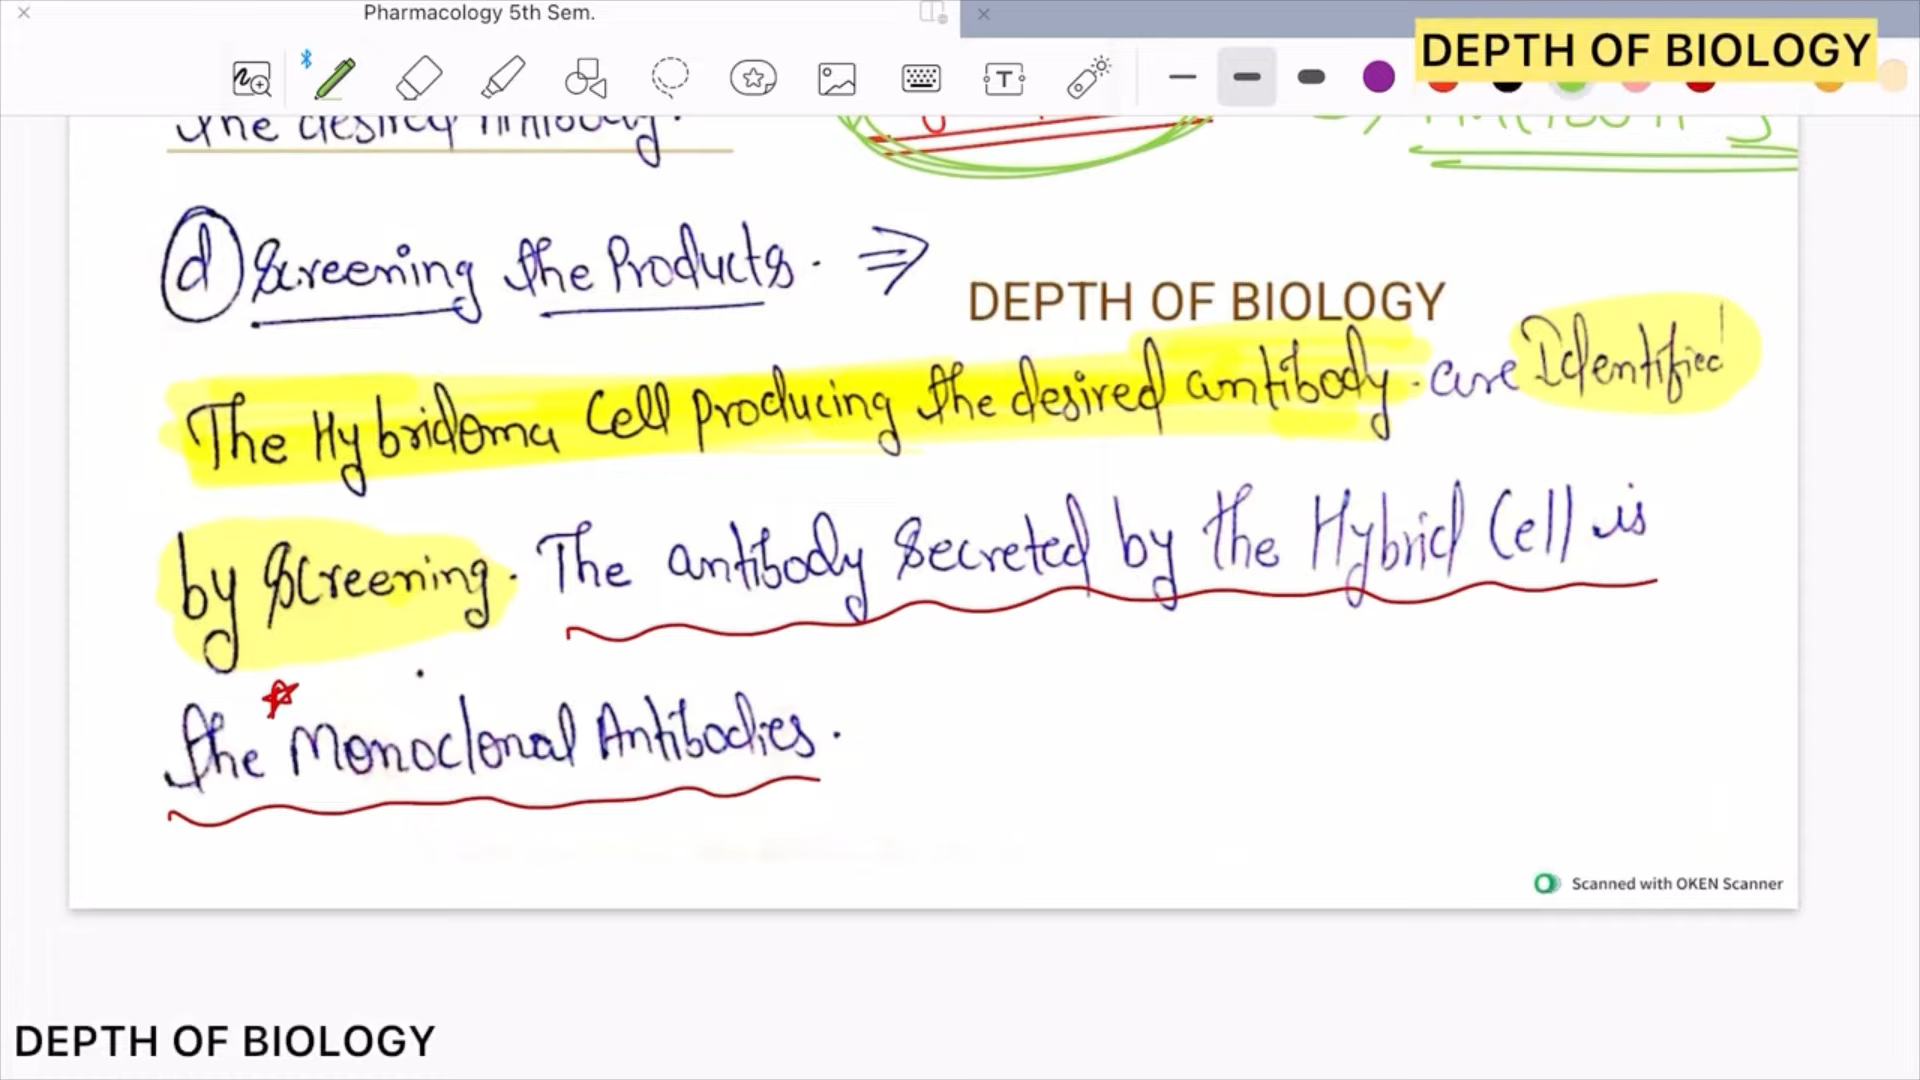 Pharmacology 5th Sem.
DEPTH OF BIOLOGY
the
d Screening the Products. ⇒
DEPTH OF BIOLOGY
The Hybridoma Cell producing the desired antibody. are Identified
by Screening. The antibody secreted by the Hybrid Cell is
the Monoclonal Antibodies.
Scanned with OKEN Scanner
DEPTH OF BIOLOGY